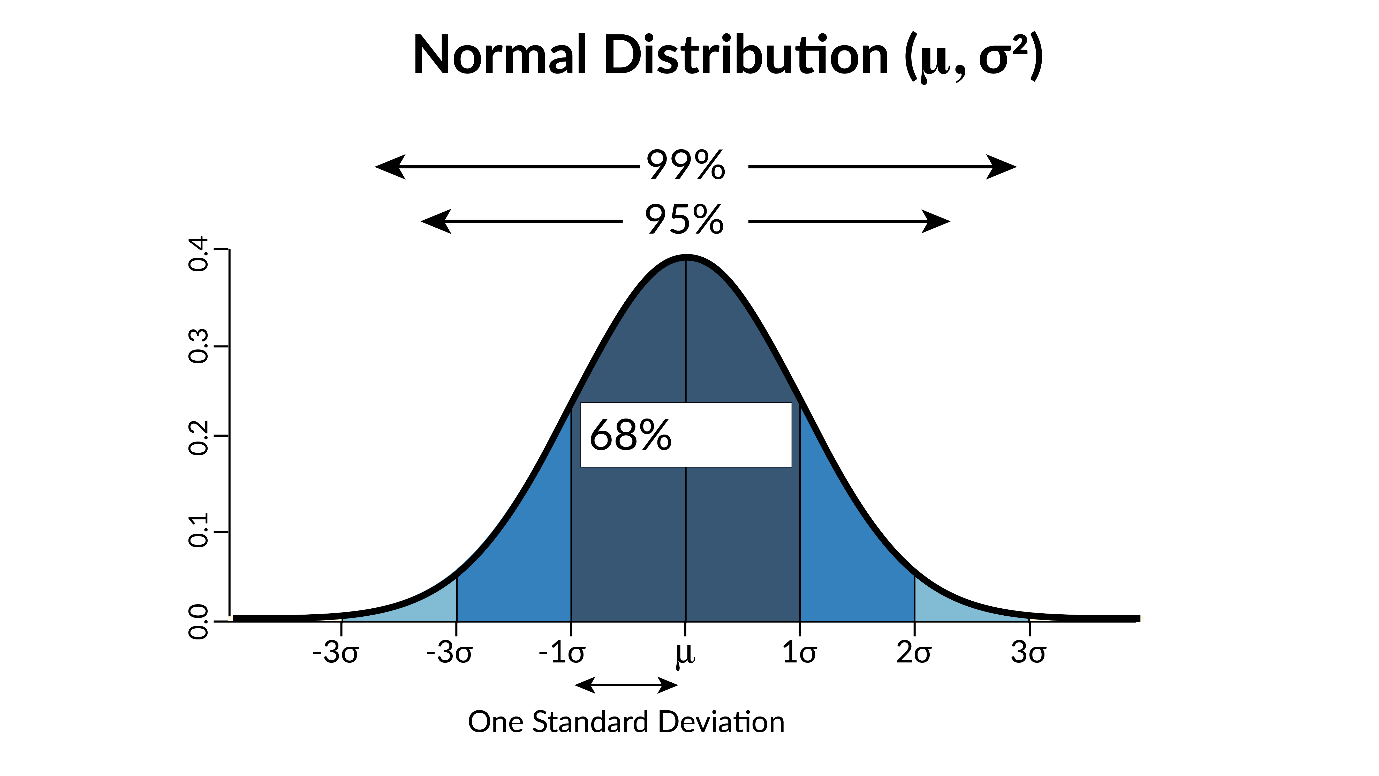 Normal Distribution (μ, σ²)
99%
95%
0.4
0.3
0.2
0.1
0.0
68%
-3σ -3σ -1σ μ 1σ 2σ 3σ
One Standard Deviation